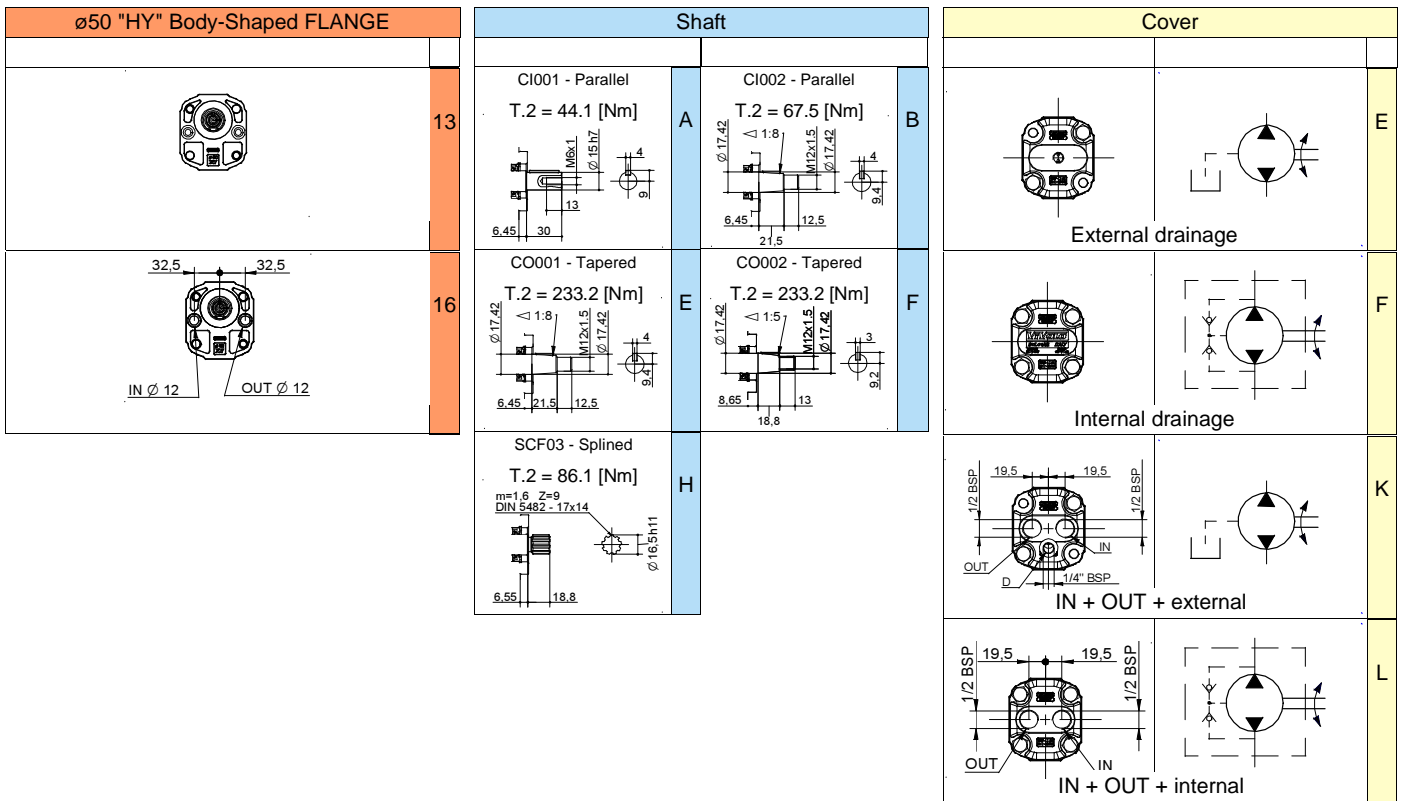 ø50 "HY" Body-Shaped FLANGE
13
32,5 32,5
16
IN Ø 12 OUT Ø 12
Shaft
CI001 - Parallel
T.2 = 44.1 [Nm]
A
M6x1
Ø 15 h7
4
9
13
6,45 30
CI002 - Parallel
T.2 = 67.5 [Nm]
B
Ø 17,42
1:8
M12x1.5
Ø 17,42
4
9,4
6,45 12,5
21,5
CO001 - Tapered
T.2 = 233.2 [Nm]
E
Ø 17,42
1:8
M12x1.5
Ø 17,42
4
9,4
6,45 21,5 12,5
CO002 - Tapered
T.2 = 233.2 [Nm]
F
Ø 17,42
1:5
M12x1.5
Ø 17,42
3
9,2
8,65 13
18,8
SCF03 - Splined
T.2 = 86.1 [Nm]
H
m=1,6 Z=9
DIN 5482 - 17x14
Ø 16,5h11
6,55 18,8
Cover
E
External drainage
F
Internal drainage
K
1/2 BSP
19,5 19,5
1/2 BSP
OUT
IN
D
1/4" BSP
IN + OUT + external
L
1/2 BSP
19,5 19,5
1/2 BSP
OUT
IN
IN + OUT + internal